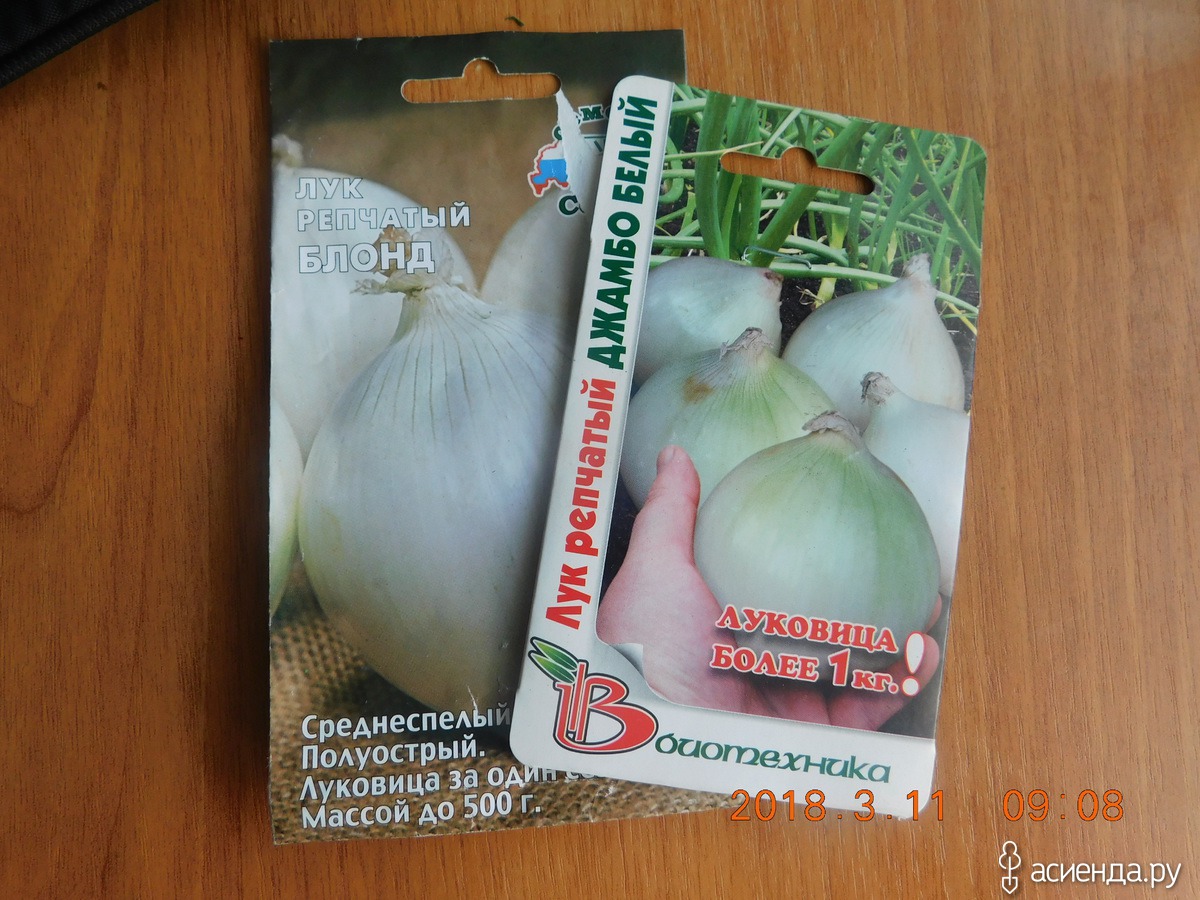 ЛУК
РЕПЧАТЫЙ
БЛОНД
Среднеспелый
Полуострый.
Луковица за один
Массой до 500 г.
Лук репчатый ДЖАМБО БЕЛЫЙ
ЛУКОВИЦА
БОЛЕЕ 1 кг.!
биотехника
2018. 3.11 09:08
асиенда.ру